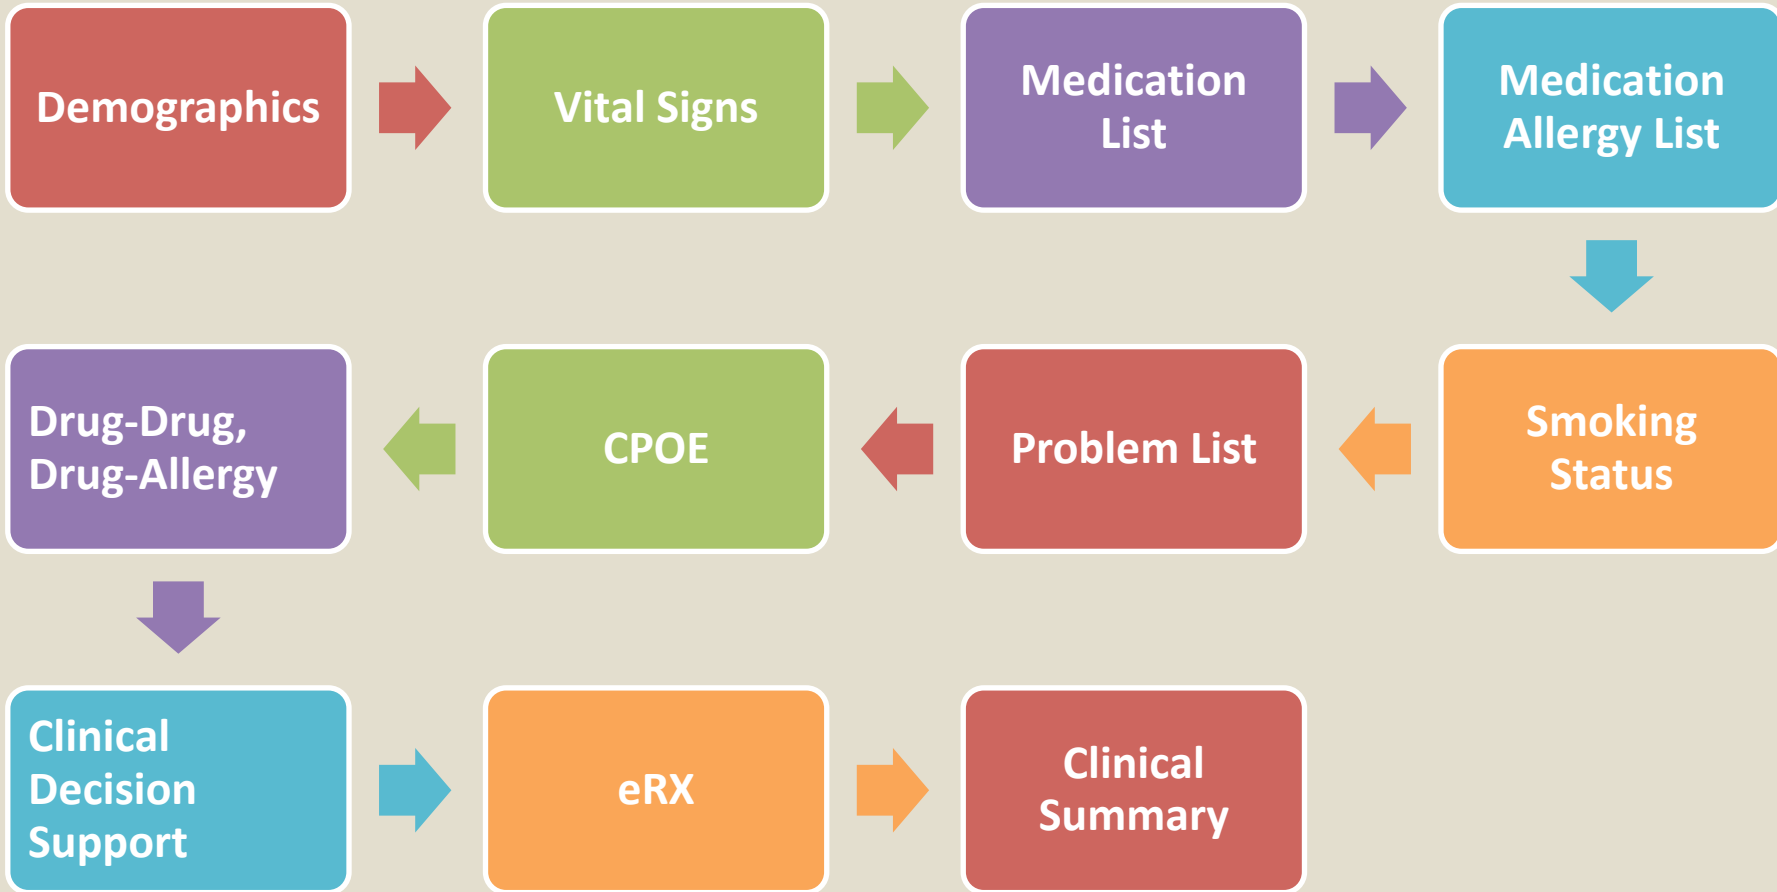 Demographics
Vital Signs
Medication
List
Medication
Allergy List
Smoking
Status
Problem List
CPOE
Drug-Drug,
Drug-Allergy
Clinical
Decision
Support
eRX
Clinical
Summary